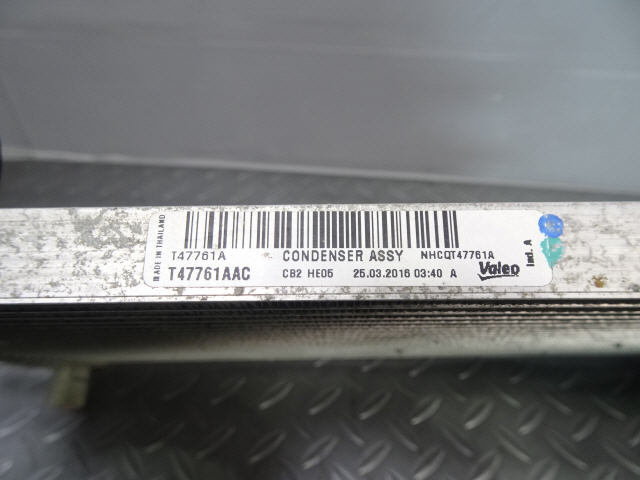 MADE IN THAILAND
T47761A CONDENSER ASSY NHCQT47761A
T47761AAC CB2 HE05 25.03.2016 03:40 A Valeo
Ind. A